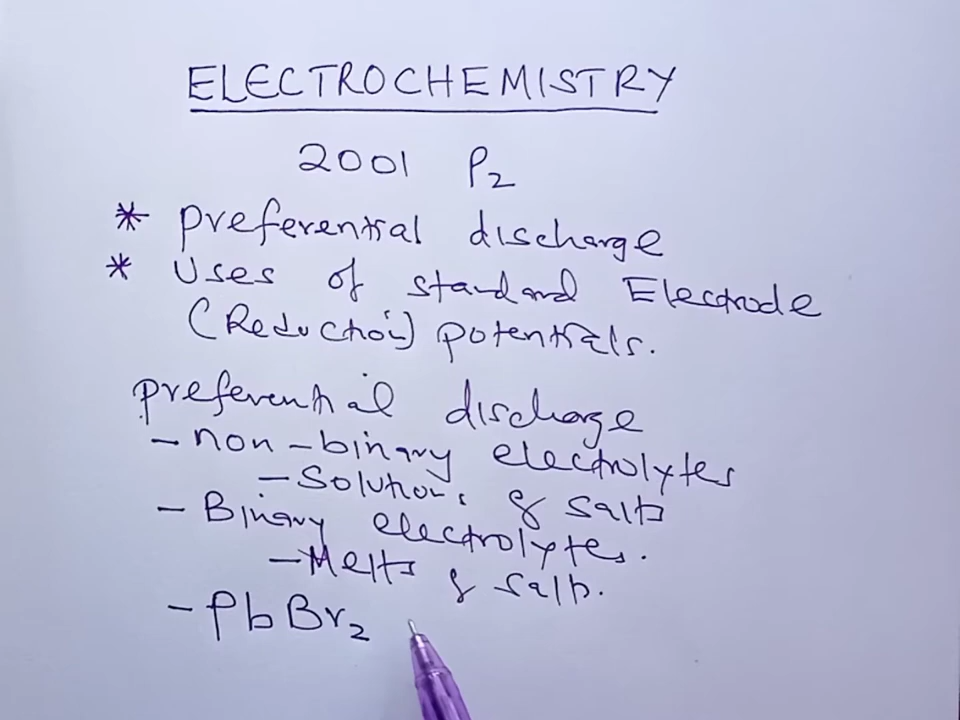 ELECTROCHEMISTRY
2001 P2
* preferential discharge
* Uses of standard Electrode
(Reduction) potentials.
preferential discharge
- non-binary electrolytes
- Solutions of salts
- Binary electrolytes.
- Melts of salts.
- PbBr2